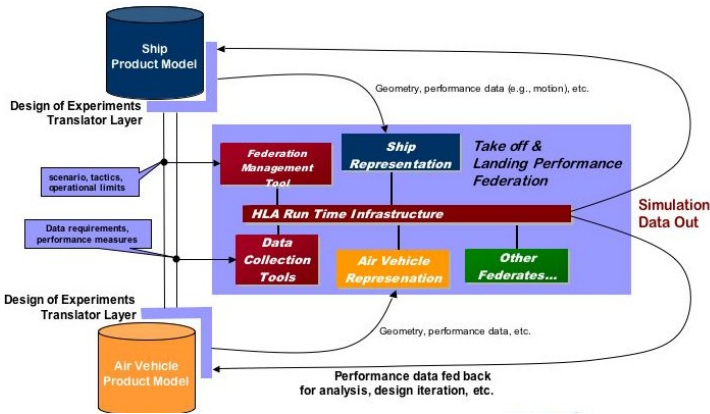 Ship
Product Model
Design of Experiments
Translator Layer
Geometry, performance data (e.g., motion), etc.
Federation
Management
Tool
Ship
Representation
Take off &
Landing Performance
Federation
scenario, tactics,
operational limits
HLA Run Time Infrastructure
Simulation
Data Out
Data requirements,
performance measures
Data
Collection
Tools
Air Vehicle
Represenation
Other
Federates...
Design of Experiments
Translator Layer
Geometry, performance data, etc.
Air Vehicle
Product Model
Performance data fed back
for analysis, design iteration, etc.